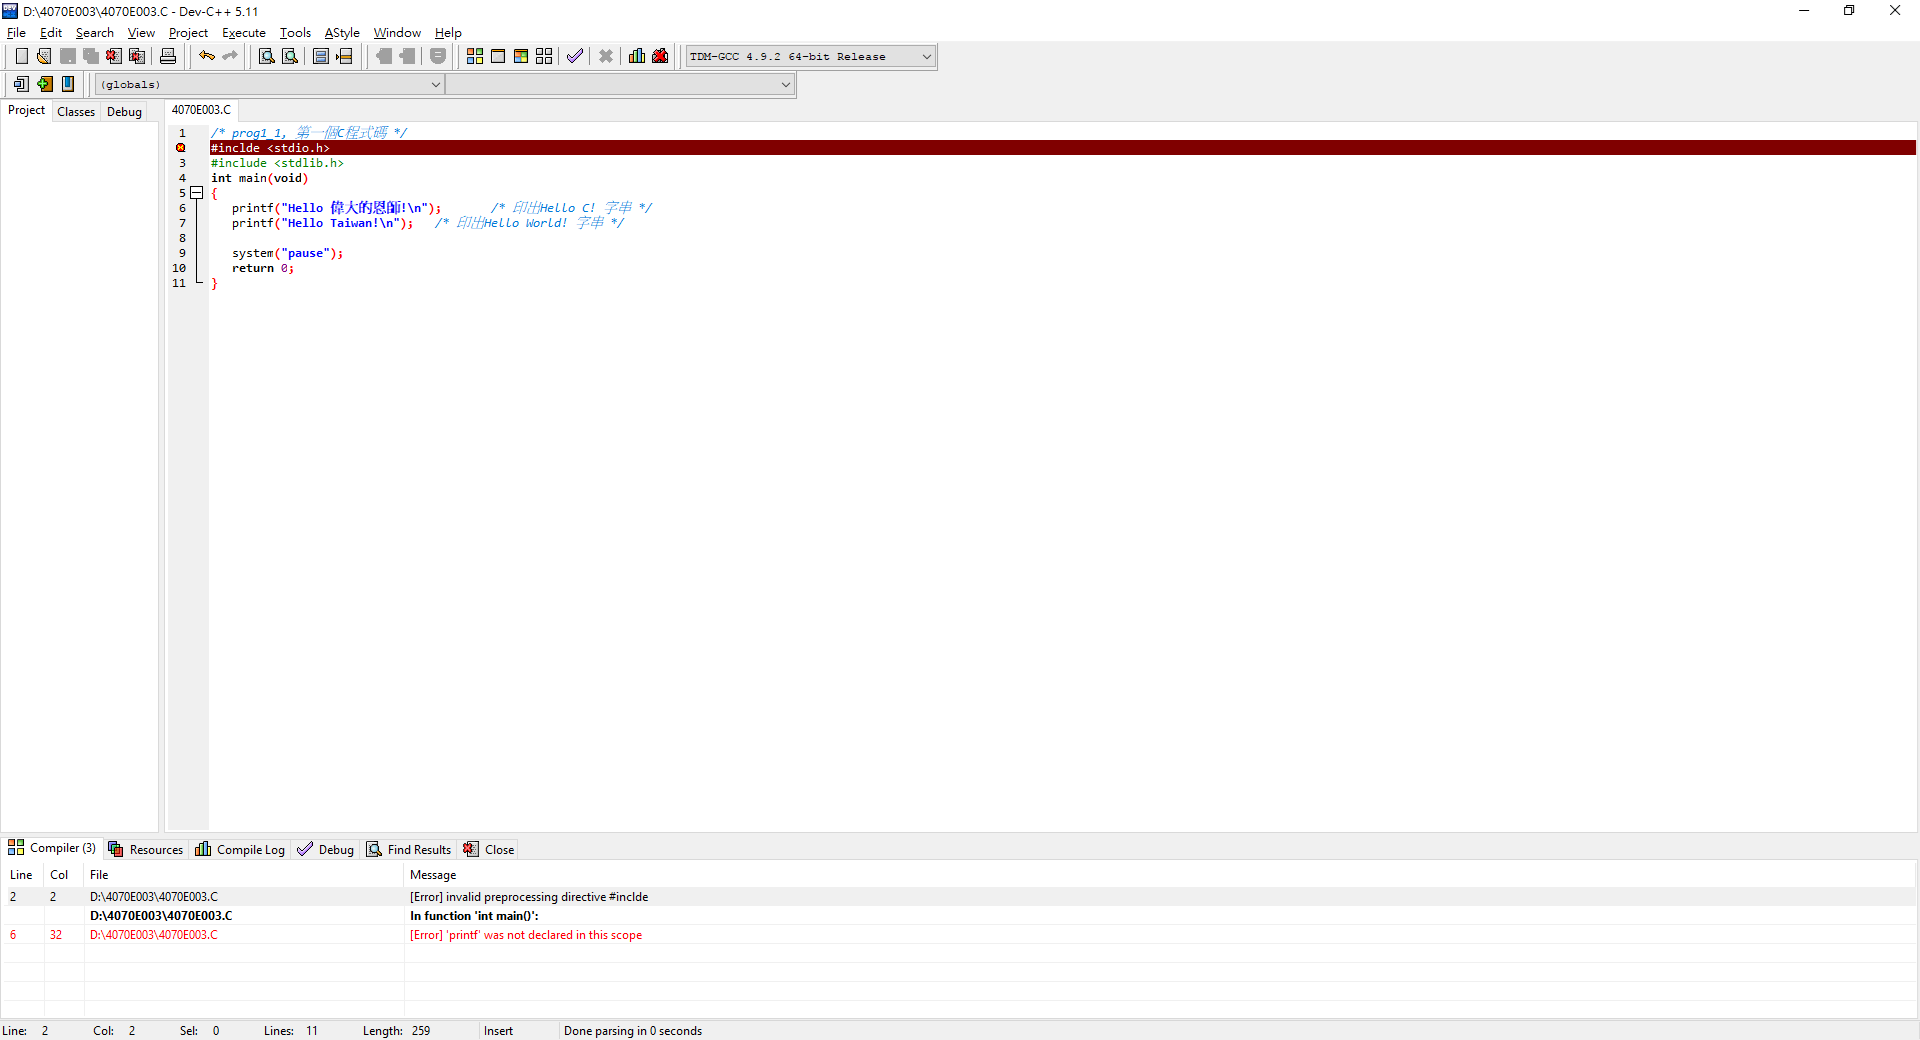 D:\4070E003\4070E003.C - Dev-C++ 5.11
File Edit Search View Project Execute Tools AStyle Window Help
TDM-GCC 4.9.2 64-bit Release
(globals)
Project Classes Debug
4070E003.C
1 /* prog1_1, 第一個C程式碼 */
#inclde <stdio.h>
3 #include <stdlib.h>
4 int main(void)
5 {
6 printf("Hello 偉大的恩師!\n"); /* 印出Hello C! 字串 */
7 printf("Hello Taiwan!\n"); /* 印出Hello World! 字串 */
8
9 system("pause");
10 return 0;
11 }
Compiler (3) Resources Compile Log Debug Find Results Close
Line Col File Message
2 2 D:\4070E003\4070E003.C [Error] invalid preprocessing directive #inclde
D:\4070E003\4070E003.C In function 'int main()':
6 32 D:\4070E003\4070E003.C [Error] 'printf' was not declared in this scope
Line: 2 Col: 2 Sel: 0 Lines: 11 Length: 259 Insert Done parsing in 0 seconds